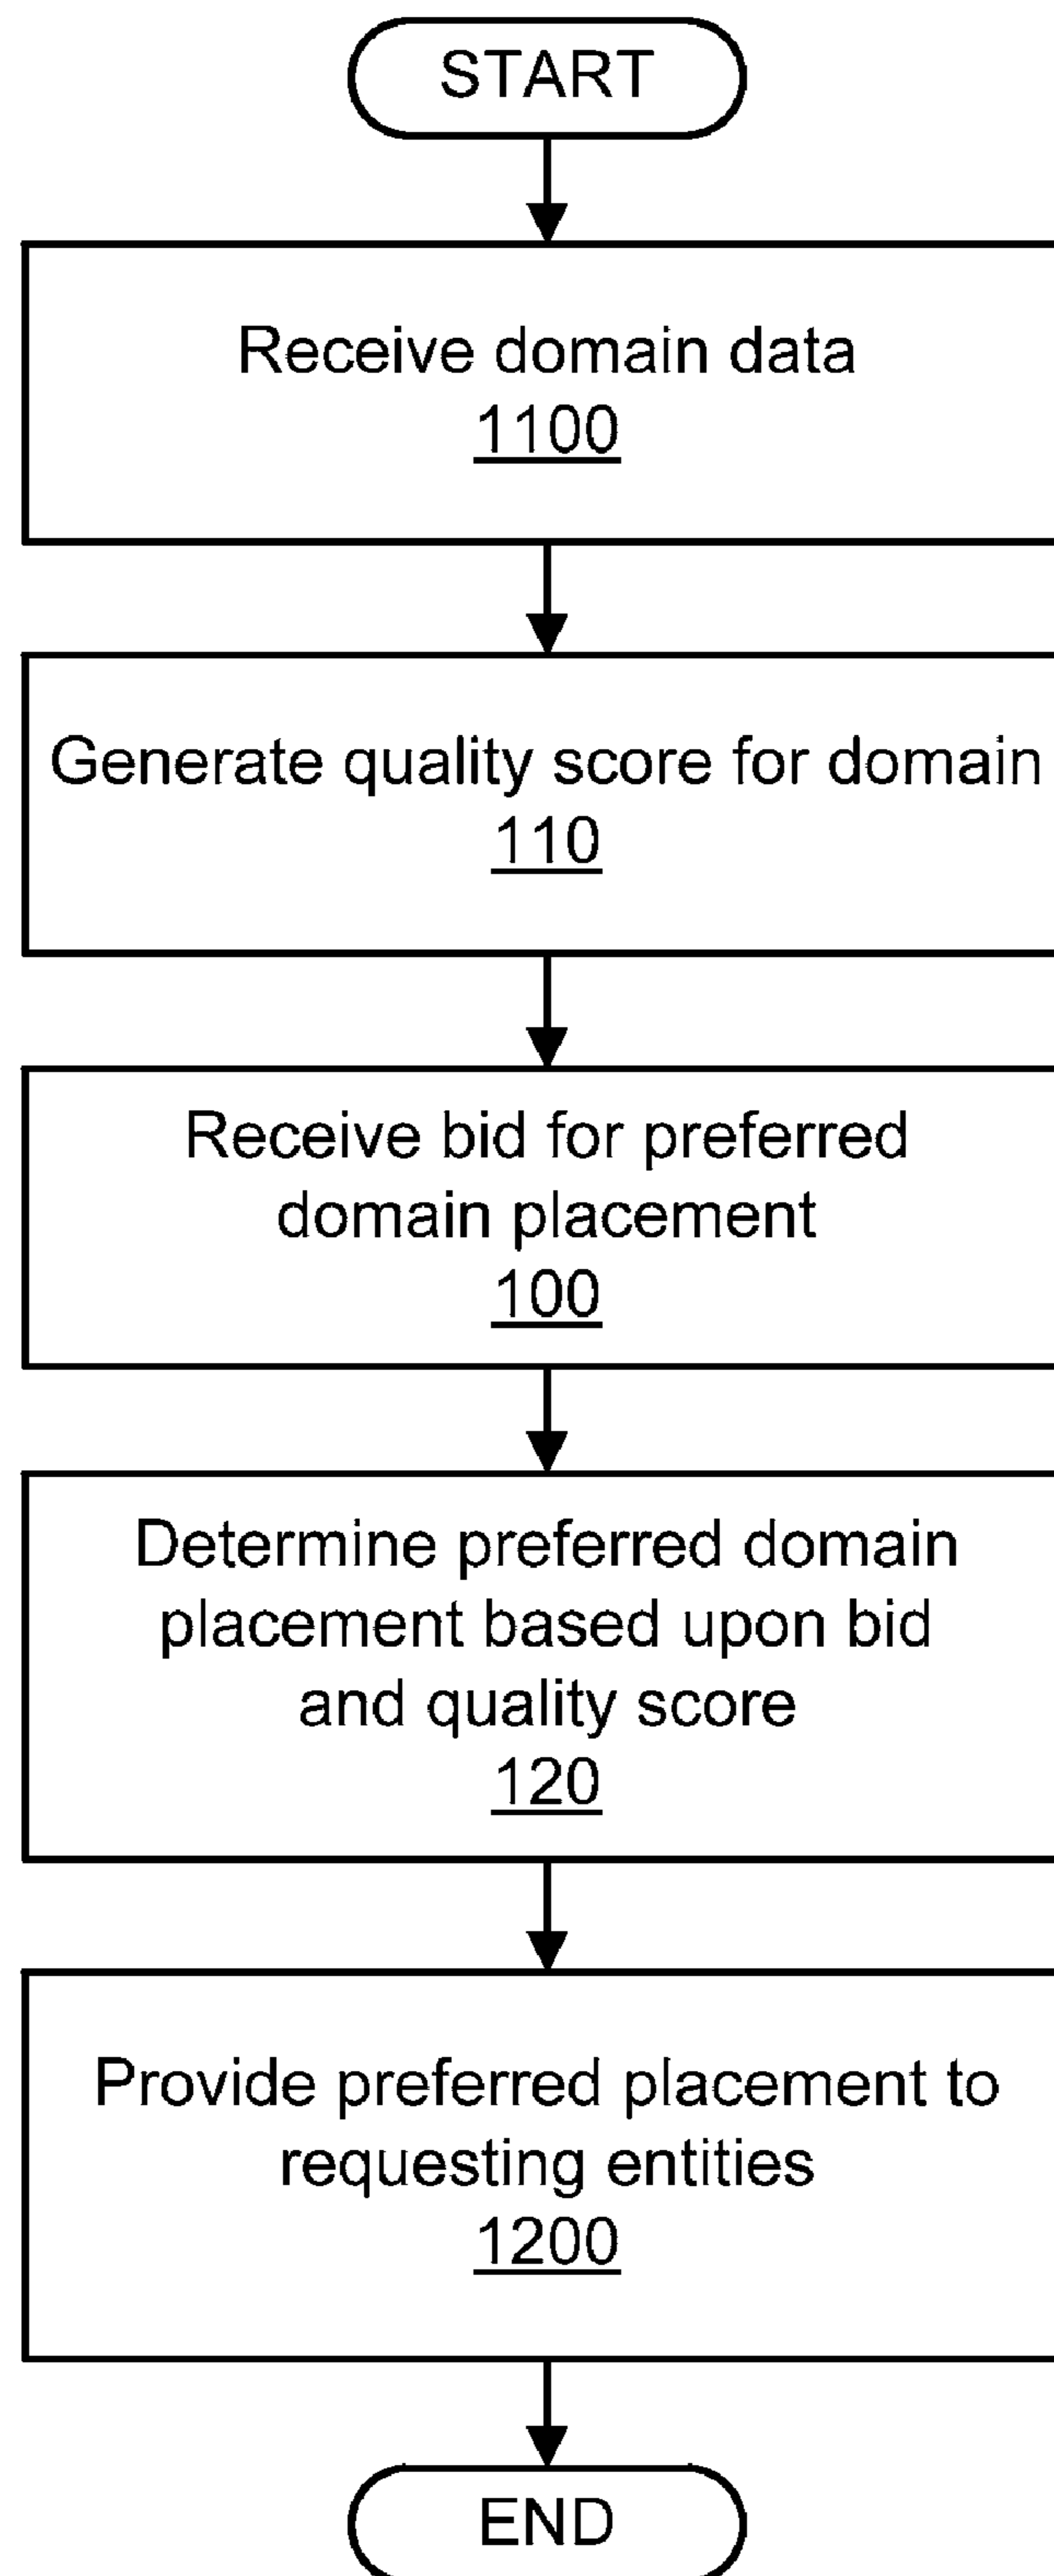 START
Receive domain data
1100
Generate quality score for domain
110
Receive bid for preferred
domain placement
100
Determine preferred domain
placement based upon bid
and quality score
120
Provide preferred placement to
requesting entities
1200
END